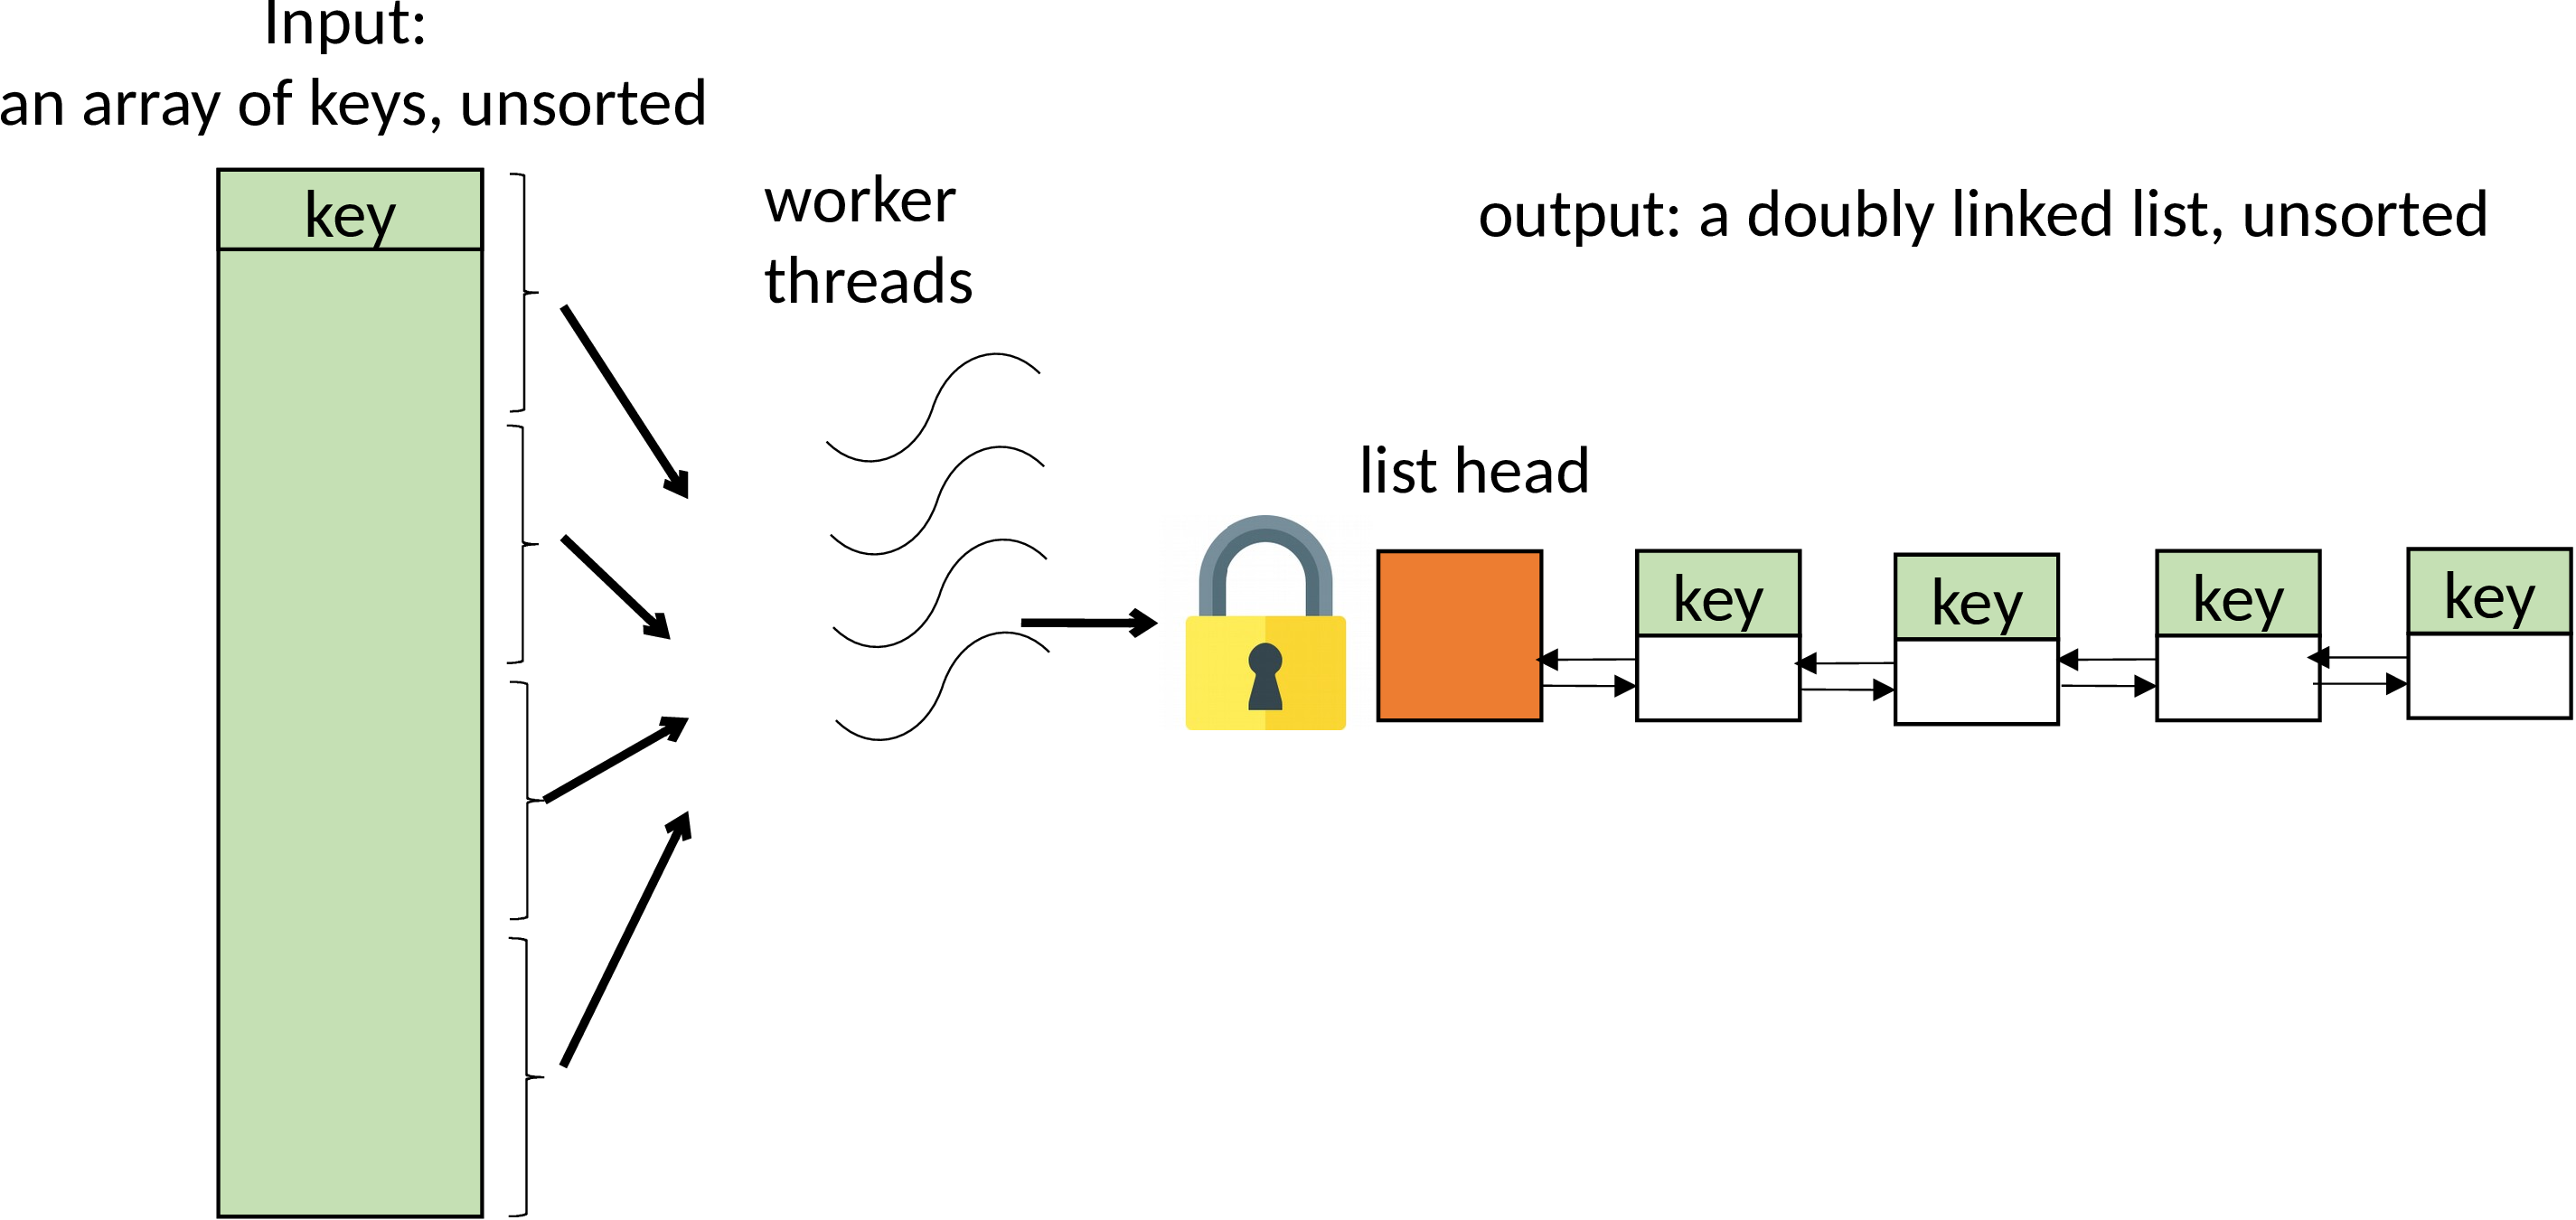 Input:
an array of keys, unsorted
key
worker
threads
output: a doubly linked list, unsorted
list head
key
key
key
key